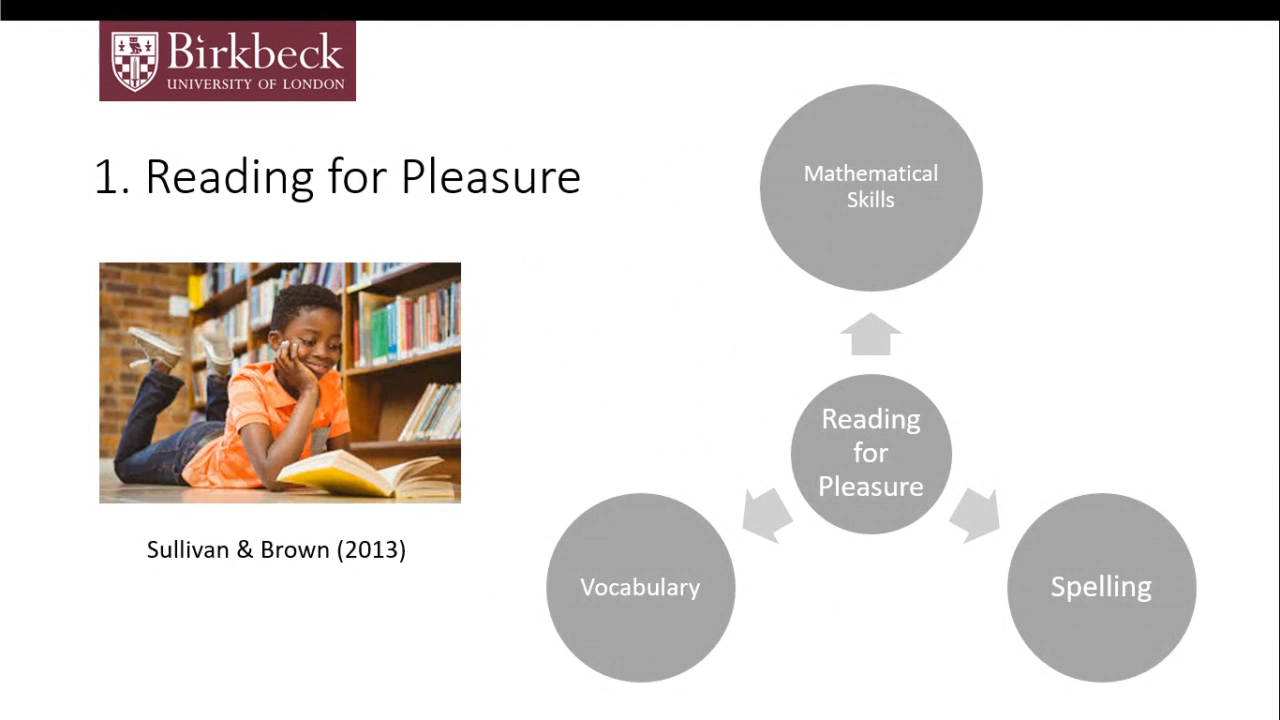 Birkbeck
UNIVERSITY OF LONDON
1. Reading for Pleasure
Sullivan & Brown (2013)
Mathematical
Skills
Reading
for
Pleasure
Vocabulary
Spelling